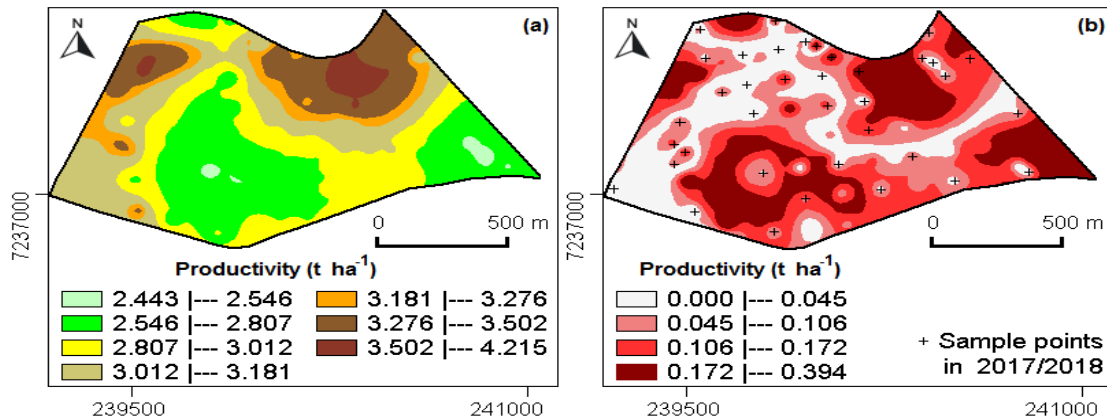 N
(a)
7237000
0 500 m
Productivity (t ha-1)
2.443 |--- 2.546
2.546 |--- 2.807
2.807 |--- 3.012
3.012 |--- 3.181
3.181 |--- 3.276
3.276 |--- 3.502
3.502 |--- 4.215
239500 241000
N
(b)
7237000
0 500 m
Productivity (t ha-1)
0.000 |--- 0.045
0.045 |--- 0.106
0.106 |--- 0.172
0.172 |--- 0.394
+ Sample points
in 2017/2018
239500 241000